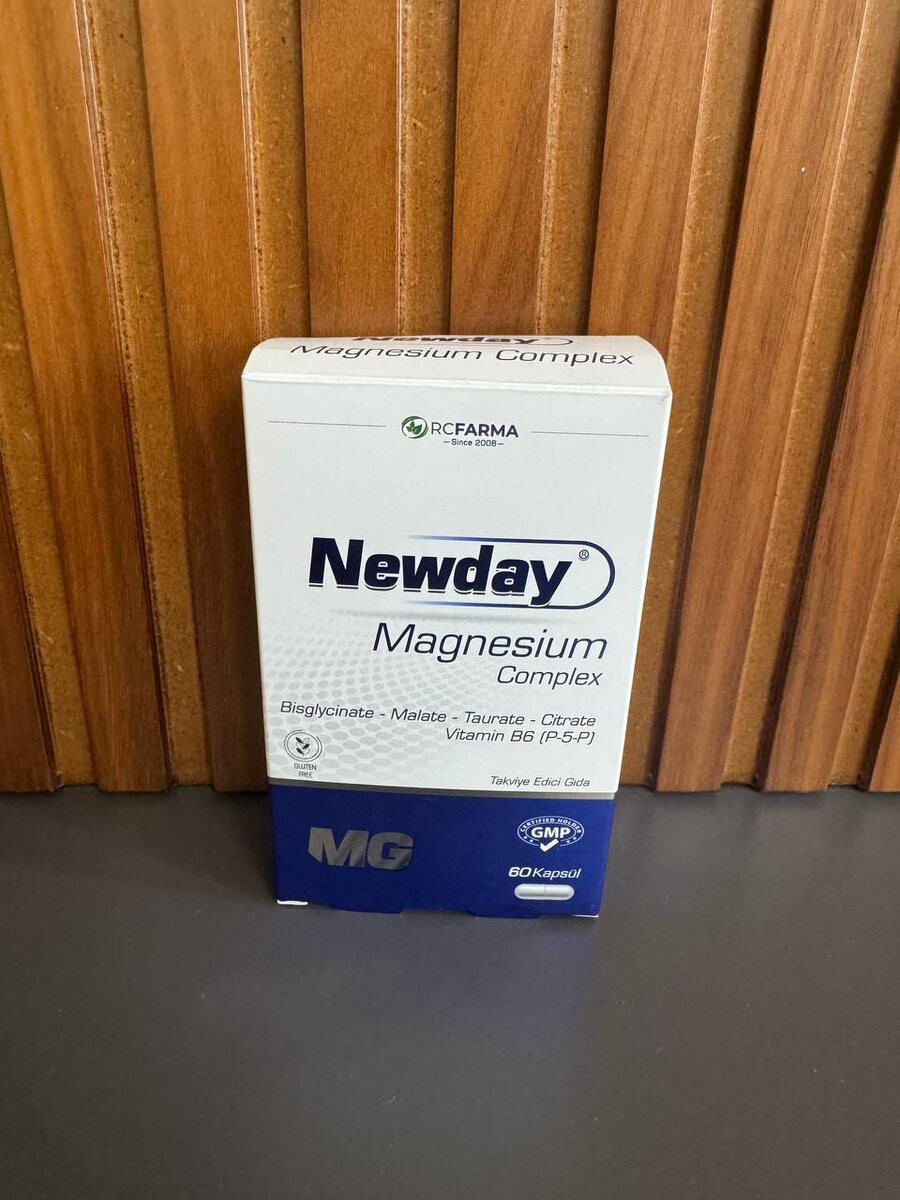 Newday
Magnesium Complex
RCFARMA
Since 2008
Newday®
Magnesium
Complex
Bisglycinate - Malate - Taurate - Citrate
Vitamin B6 (P-5-P)
GLUTEN
FREE
Takviye Edici Gıda
MG
CERTIFIED HOLDER
GMP
60 Kapsül